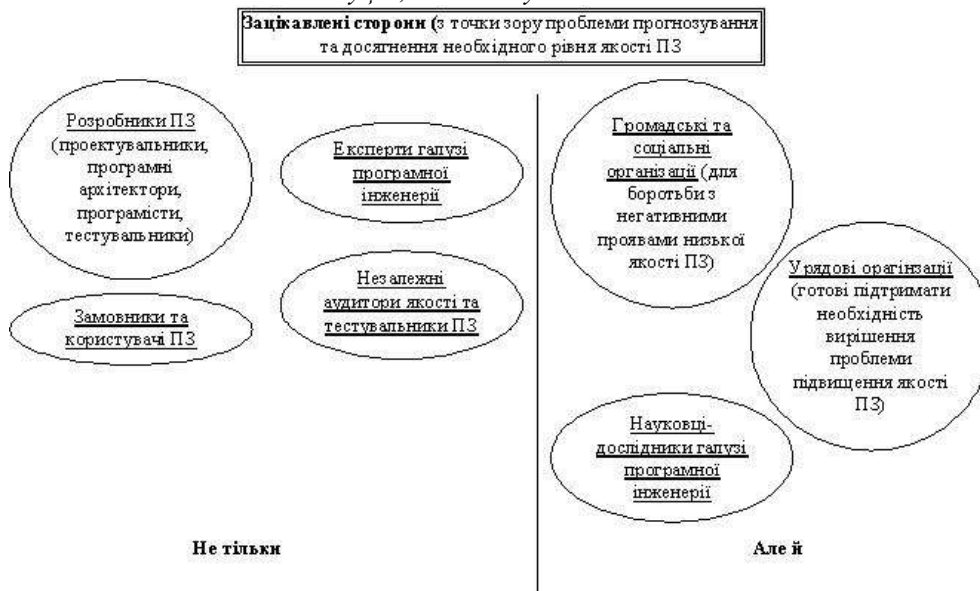 Зацікавлені сторони (з точки зору проблеми прогнозування
та досягнення необхідного рівня якості ПЗ
Розробники ПЗ
(проектувальники,
програмні
архітектори,
програмісти,
тестувальники)
Експерти галузі
програмної
інженерії
Замовники та
користувачі ПЗ
Незалежні
аудитори якості та
тестувальники ПЗ
Не тільки
Громадські та
соціальні
організації (для
боротьби з
негативними
проявами низької
якості ПЗ)
Урядові орагінзації
(готові підтримати
необхідність
вирішення
проблеми
підвищення якості
ПЗ)
Науковці-
дослідники галузі
програмної
інженерії
Але й